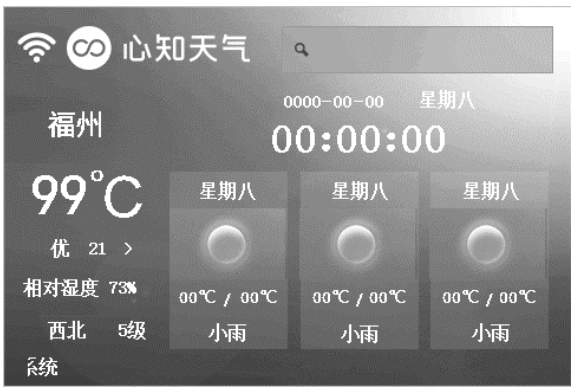 心知天气
0000-00-00 星期八
福州
00:00:00
99°C
优 21 >
相对湿度 73%
西北 5级
星期八 星期八 星期八
00℃ / 00℃ 00℃ / 00℃ 00℃ / 00℃
小雨 小雨 小雨
系统